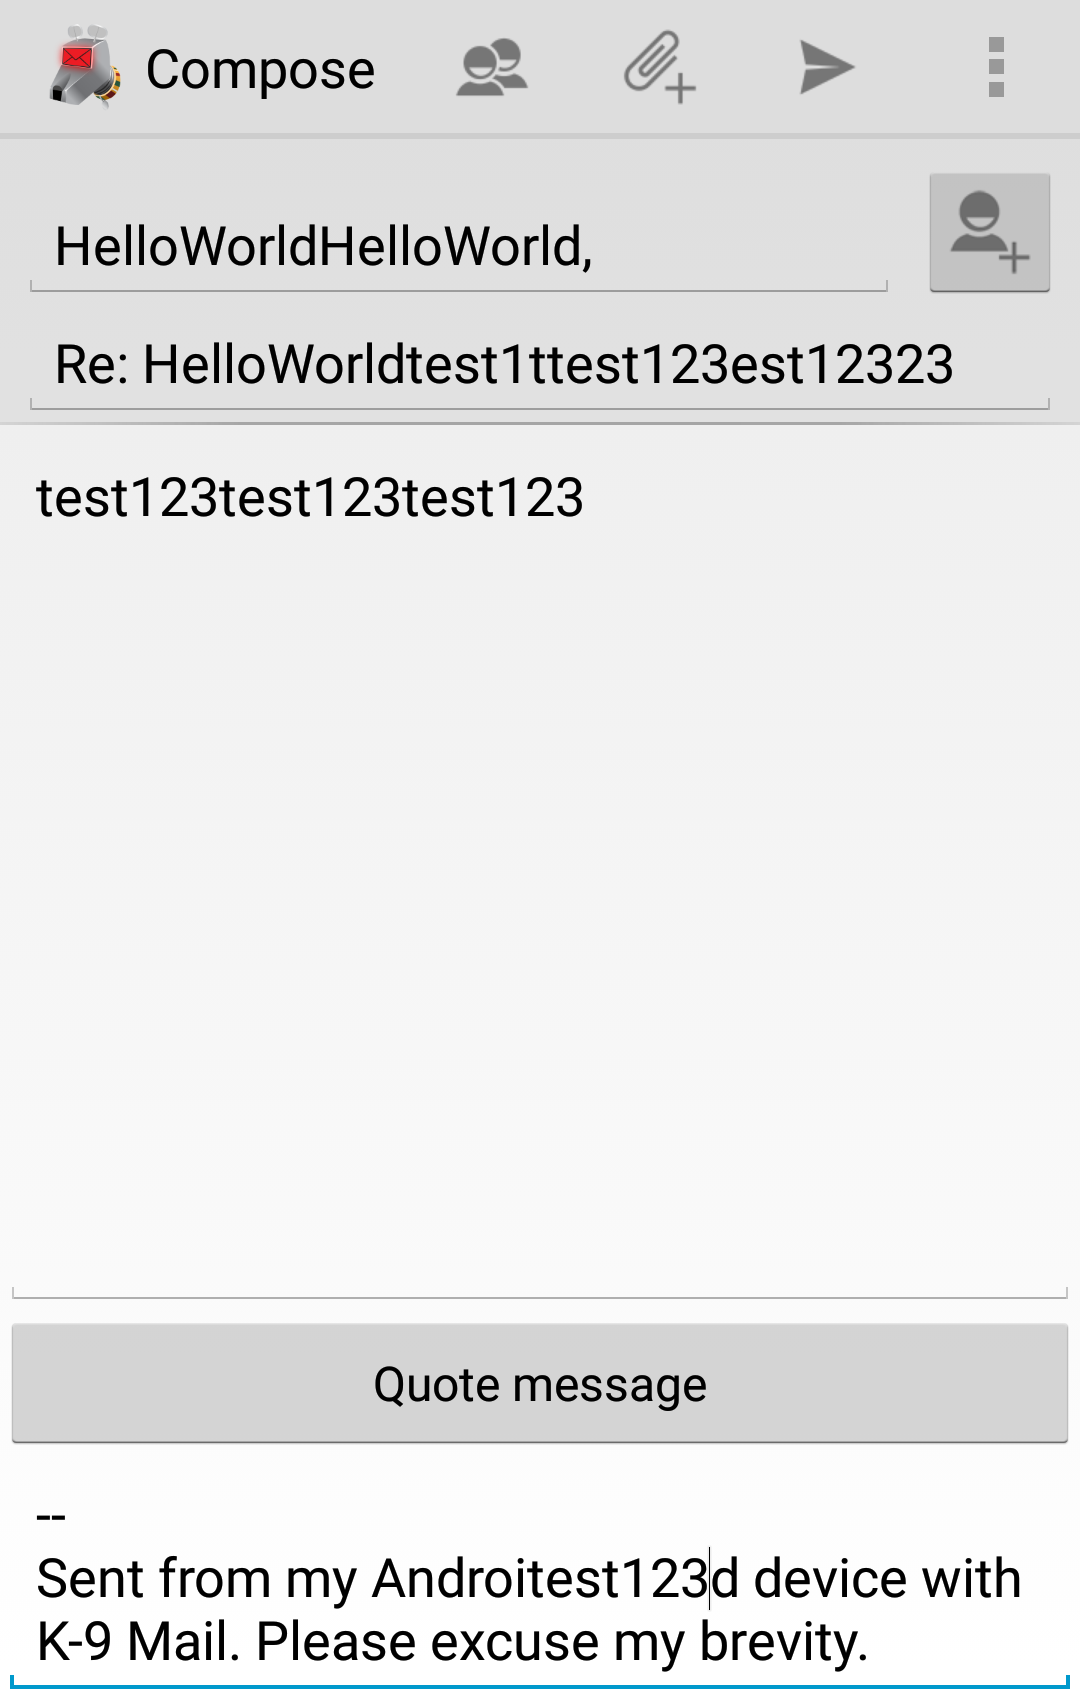 Compose
HelloWorldHelloWorld,
Re: HelloWorldtest1ttest123est12323
test123test123test123
Quote message
--
Sent from my Androitest123d device with
K-9 Mail. Please excuse my brevity.